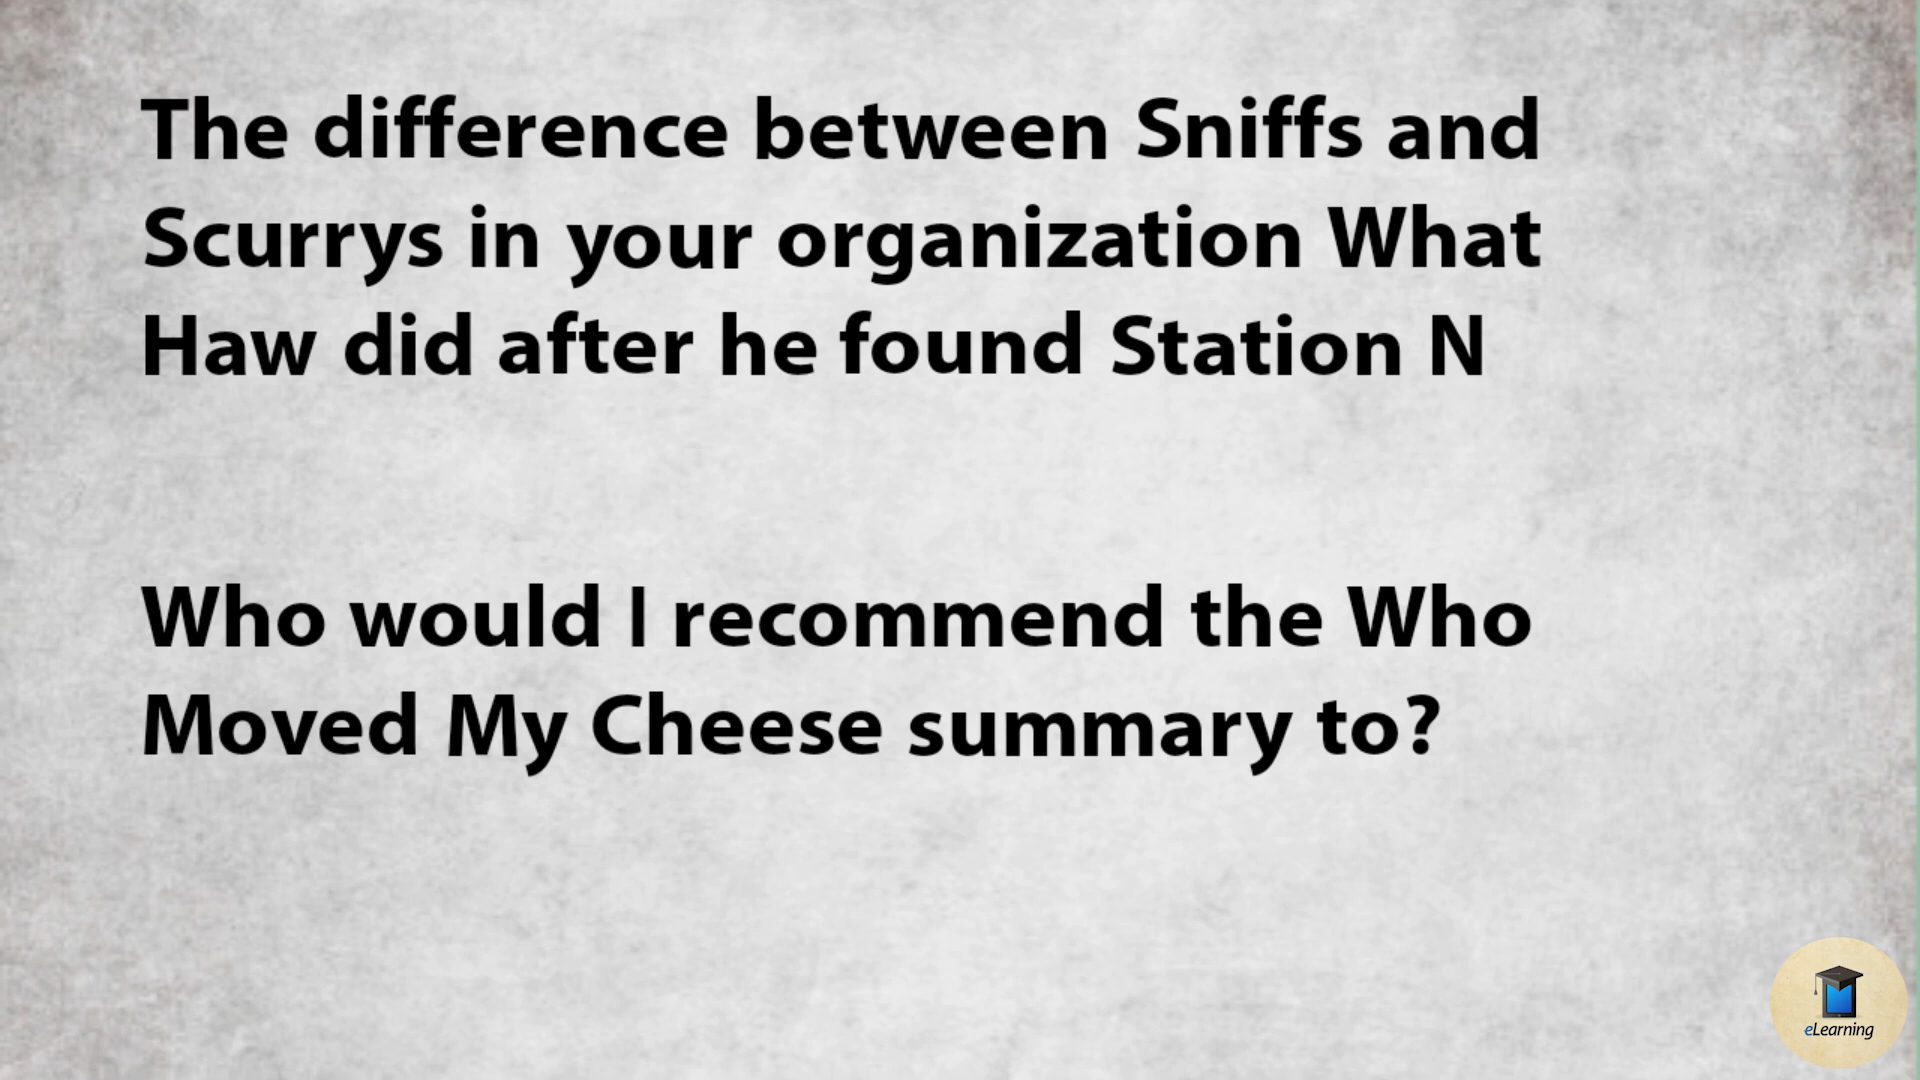 The difference between Sniffs and
Scurrys in your organization What
Haw did after he found Station N
Who would I recommend the Who
Moved My Cheese summary to?
eLearning